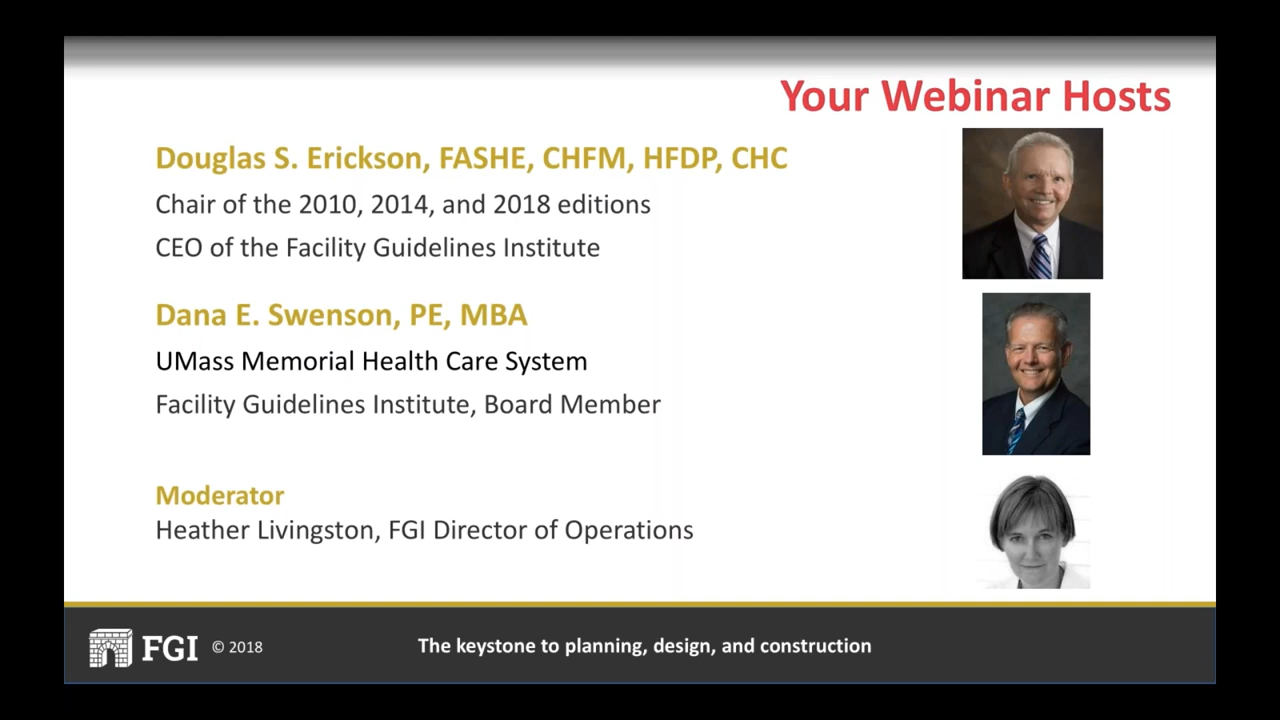 Your Webinar Hosts
Douglas S. Erickson, FASHE, CHFM, HFDP, CHC
Chair of the 2010, 2014, and 2018 editions
CEO of the Facility Guidelines Institute
Dana E. Swenson, PE, MBA
UMass Memorial Health Care System
Facility Guidelines Institute, Board Member
Moderator
Heather Livingston, FGI Director of Operations
FGI © 2018
The keystone to planning, design, and construction